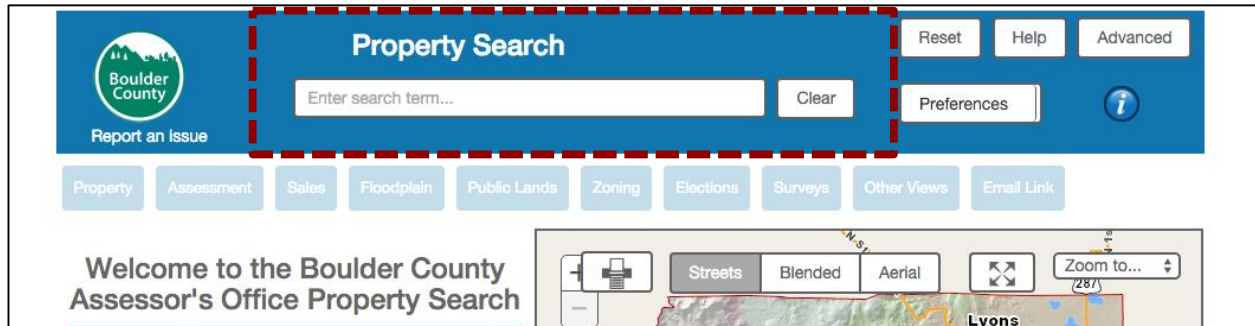 Property Search
Reset Help Advanced
Boulder
County
Enter search term...
Clear
Preferences
i
Report an issue
Property Assessment Sales Floodplain Public Lands Zoning Elections Surveys Other Views Email Link
Welcome to the Boulder County
Assessor's Office Property Search
+
−
Streets Blended Aerial
Zoom to...
287
Lyons